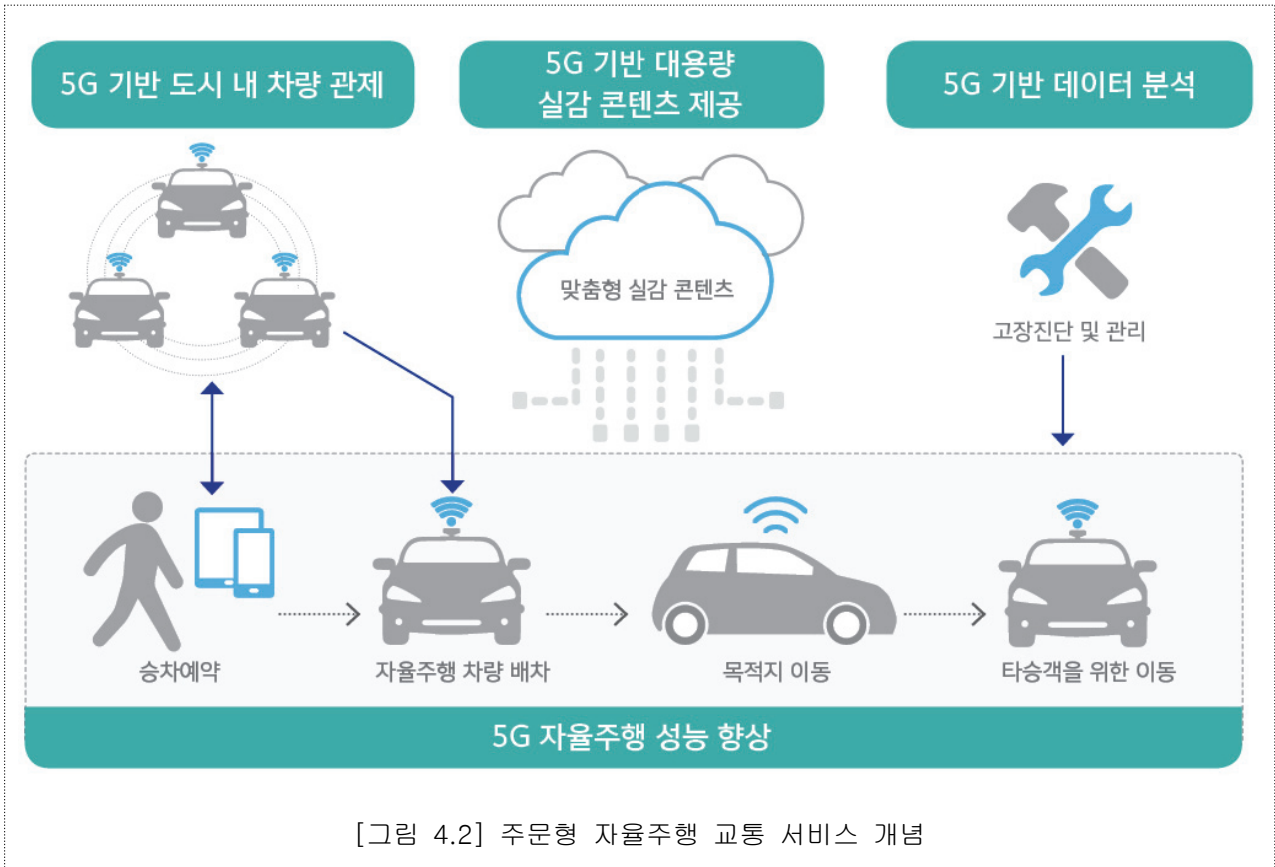 5G 기반 도시 내 차량 관제
5G 기반 대용량
실감 콘텐츠 제공
5G 기반 데이터 분석
맞춤형 실감 콘텐츠
고장진단 및 관리
승차예약
자율주행 차량 배차
목적지 이동
타승객을 위한 이동
5G 자율주행 성능 향상
[그림 4.2] 주문형 자율주행 교통 서비스 개념